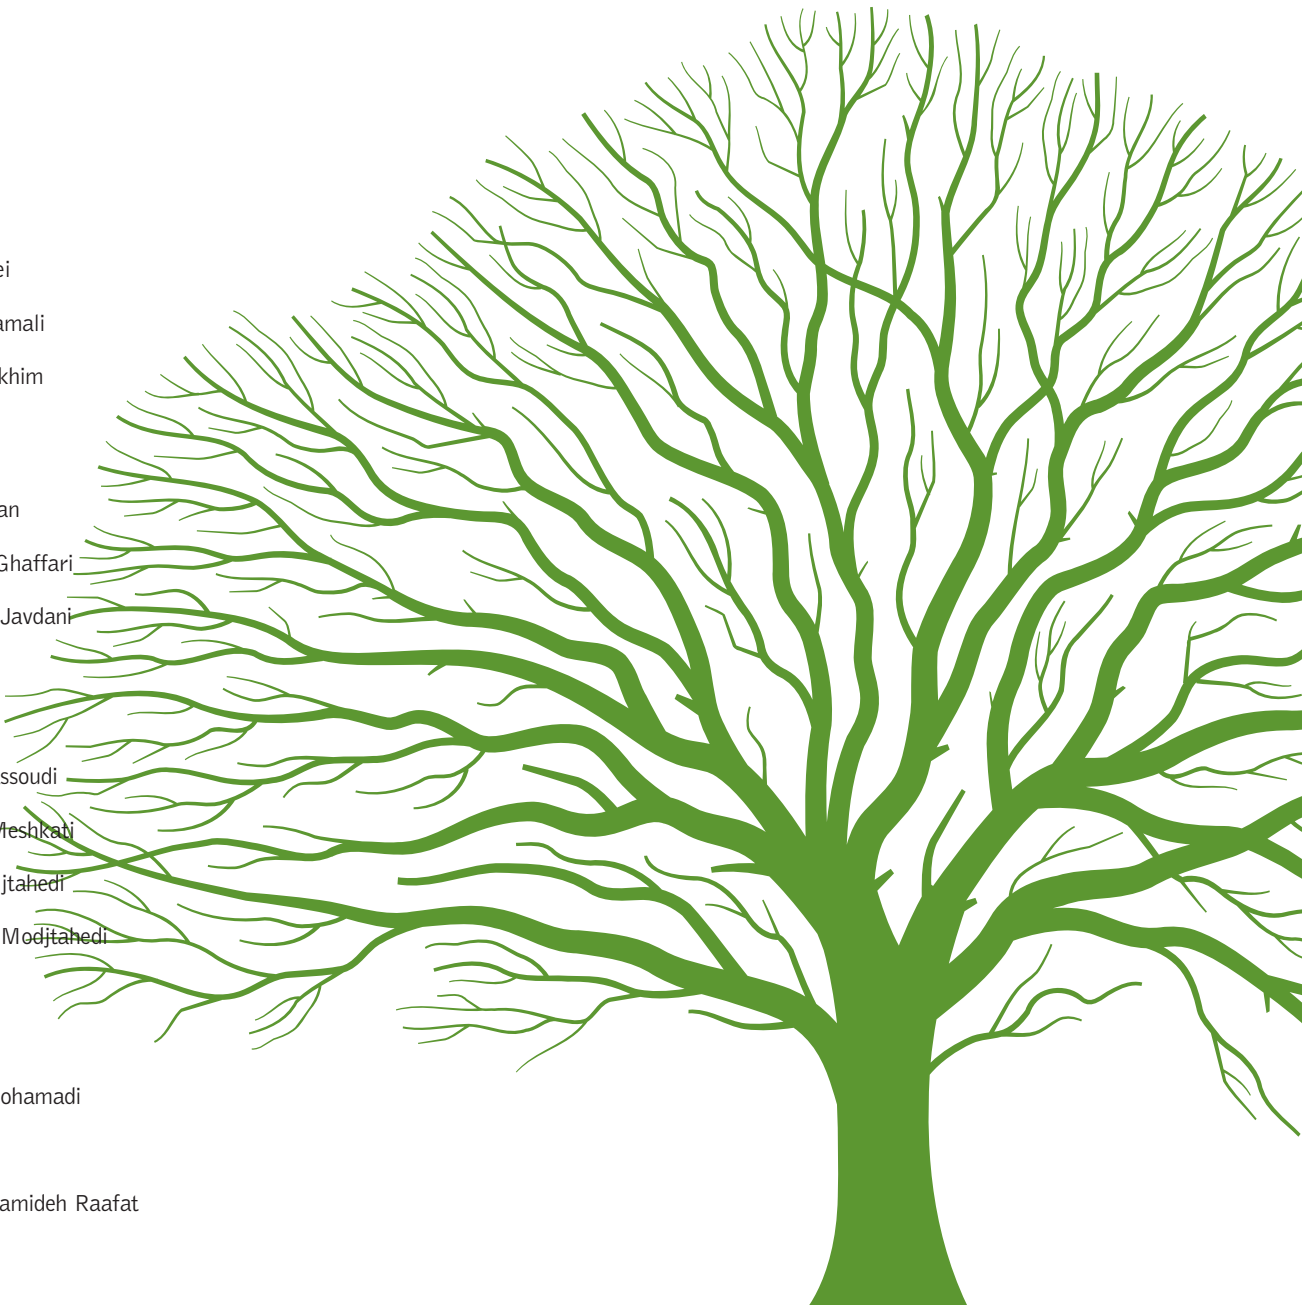 ei
amali
khim
an
Ghaffari
Javdani
ssoudi
Meshkati
jtahedi
Modjtahedi
ohamadi
amideh Raafat